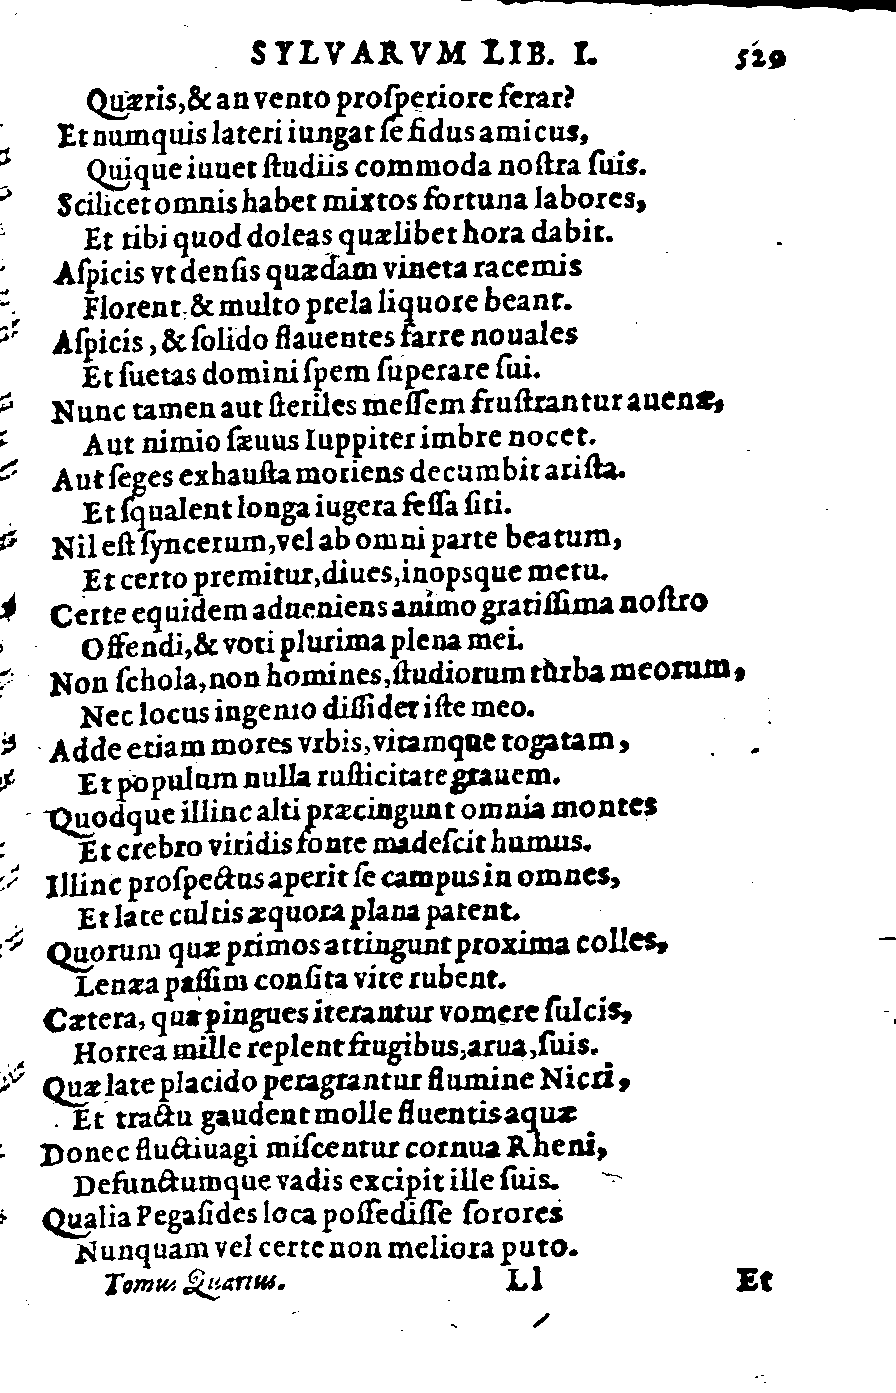 SYLVARVM LIB. I. 529
Quæris, & an vento proſperiore ferar?
Et numquis lateri iungat ſe fidus amicus,
Quique iuuet ſtudiis commoda noſtra ſuis.
Scilicet omnis habet mixtos fortuna labores,
Et tibi quod doleas quælibet hora dabit.
Aſpicis vt denſis quædam vineta racemis
Florent, & multo prela liquore beant.
Aſpicis, & ſolido flauentes farre nouales
Et ſuetas domini ſpem ſuperare ſui.
Nunc tamen aut ſteriles meſſem fruſtrantur auenæ,
Aut nimio ſæuus Iuppiter imbre nocet.
Aut ſeges exhauſta moriens decumbit ariſta.
Et ſqualent longa iugera feſſa ſiti.
Nil eſt ſyncerum, vel ab omni parte beatum,
Et certo premitur, diues, inopsque metu.
Certe equidem adueniens animo gratiſſima noſtro
Offendi, & voti plurima plena mei.
Non ſchola, non homines, ſtudiorum turba meorum,
Nec locus ingenio diſſidet iſte meo.
Adde etiam mores vrbis, vitamque togatam,
Et populum nulla ruſticitate grauem.
Quodque illinc alti præcingunt omnia montes
Et crebro viridis fonte madeſcit humus.
Illinc proſpectus aperit ſe campus in omnes,
Et late cultis æquora plana patent.
Quorum quæ primos attingunt proxima colles,
Lenæa paſſim conſita vite rubent.
Cætera, quæ pingues iterantur vomere ſulcis,
Horrea mille replent frugibus, arua, ſuis.
Quæ late placido peragrantur flumine Nicri,
Et tractu gaudent molle fluentis aquæ
Donec fluctiuagi miſcentur cornua Rheni,
Defunctumque vadis excipit ille ſuis.
Qualia Pegaſides loca poſſediſſe ſorores
Nunquam vel certe non meliora puto.
Tomus Quartus. Ll Et